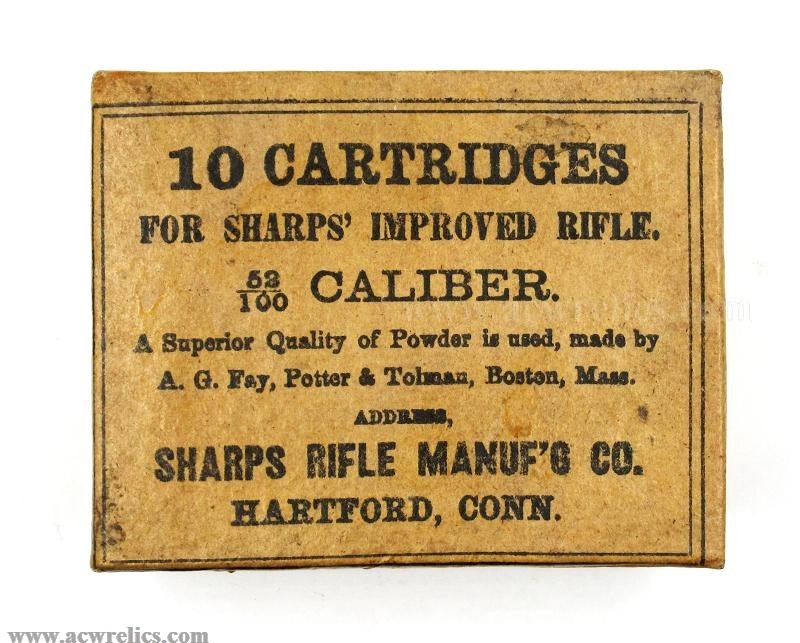 10 CARTRIDGES
FOR SHARPS' IMPROVED RIFLE.
52/100 CALIBER.
A Superior Quality of Powder is used, made by
A. G. Fay, Potter & Tolman, Boston, Mass.
ADDRESS,
SHARPS RIFLE MANUF'G CO.
HARTFORD, CONN.
www.acwrelics.com